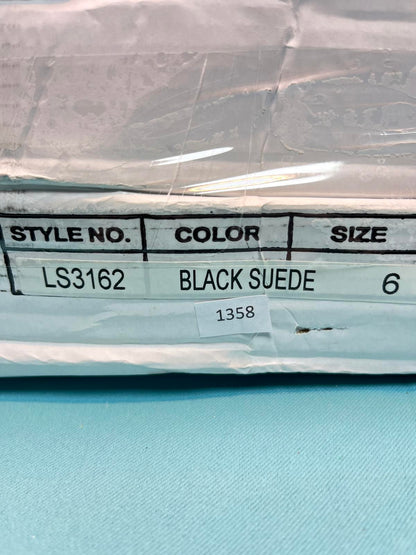 STYLE NO. COLOR SIZE
LS3162 BLACK SUEDE 6
1358